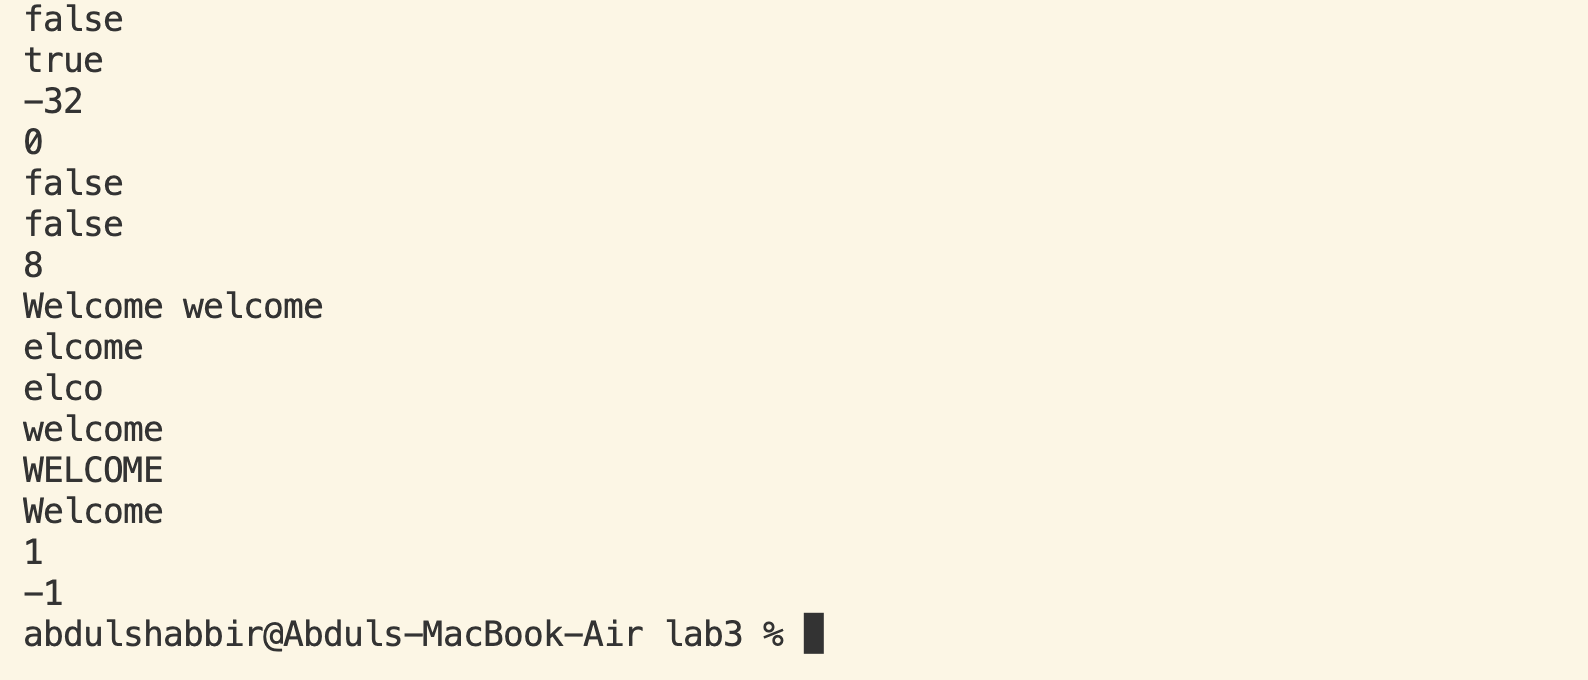 false
true
-32
0
false
false
8
Welcome welcome
elcome
elco
welcome
WELCOME
Welcome
1
-1
abdulshabbir@Abduls-MacBook-Air lab3 %